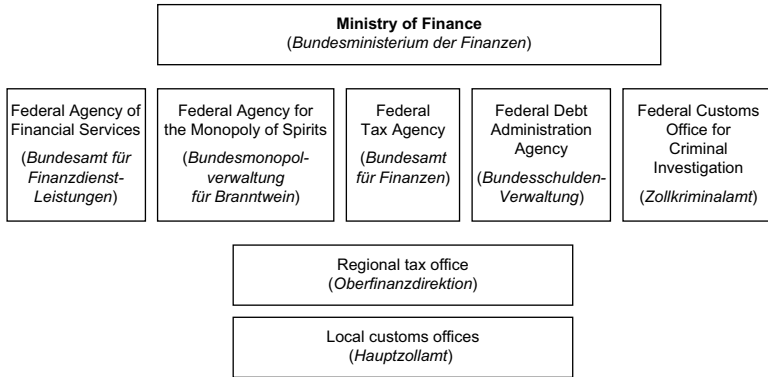 Ministry of Finance
(Bundesministerium der Finanzen)
Federal Agency of
Financial Services
(Bundesamt für
Finanzdienst-
Leistungen)
Federal Agency for
the Monopoly of Spirits
(Bundesmonopol-
verwaltung
für Branntwein)
Federal
Tax Agency
(Bundesamt
für Finanzen)
Federal Debt
Administration
Agency
(Bundesschulden-
Verwaltung)
Federal Customs
Office for
Criminal
Investigation
(Zollkriminalamt)
Regional tax office
(Oberfinanzdirektion)
Local customs offices
(Hauptzollamt)